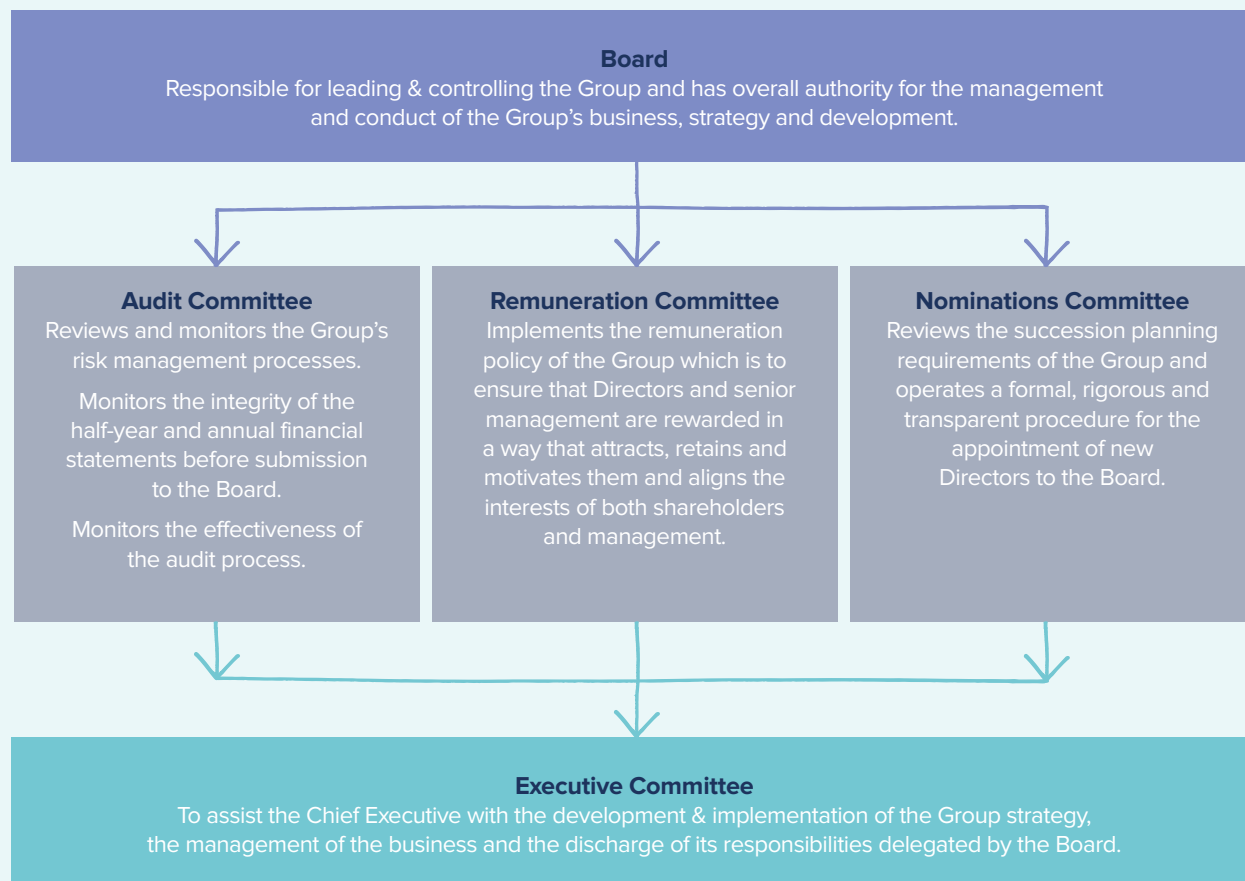 Board
Responsible for leading & controlling the Group and has overall authority for the management
and conduct of the Group’s business, strategy and development.
Audit Committee
Reviews and monitors the Group’s
risk management processes.
Monitors the integrity of the
half-year and annual financial
statements before submission
to the Board.
Monitors the effectiveness of
the audit process.
Remuneration Committee
Implements the remuneration
policy of the Group which is to
ensure that Directors and senior
management are rewarded in
a way that attracts, retains and
motivates them and aligns the
interests of both shareholders
and management.
Nominations Committee
Reviews the succession planning
requirements of the Group and
operates a formal, rigorous and
transparent procedure for the
appointment of new
Directors to the Board.
Executive Committee
To assist the Chief Executive with the development & implementation of the Group strategy,
the management of the business and the discharge of its responsibilities delegated by the Board.